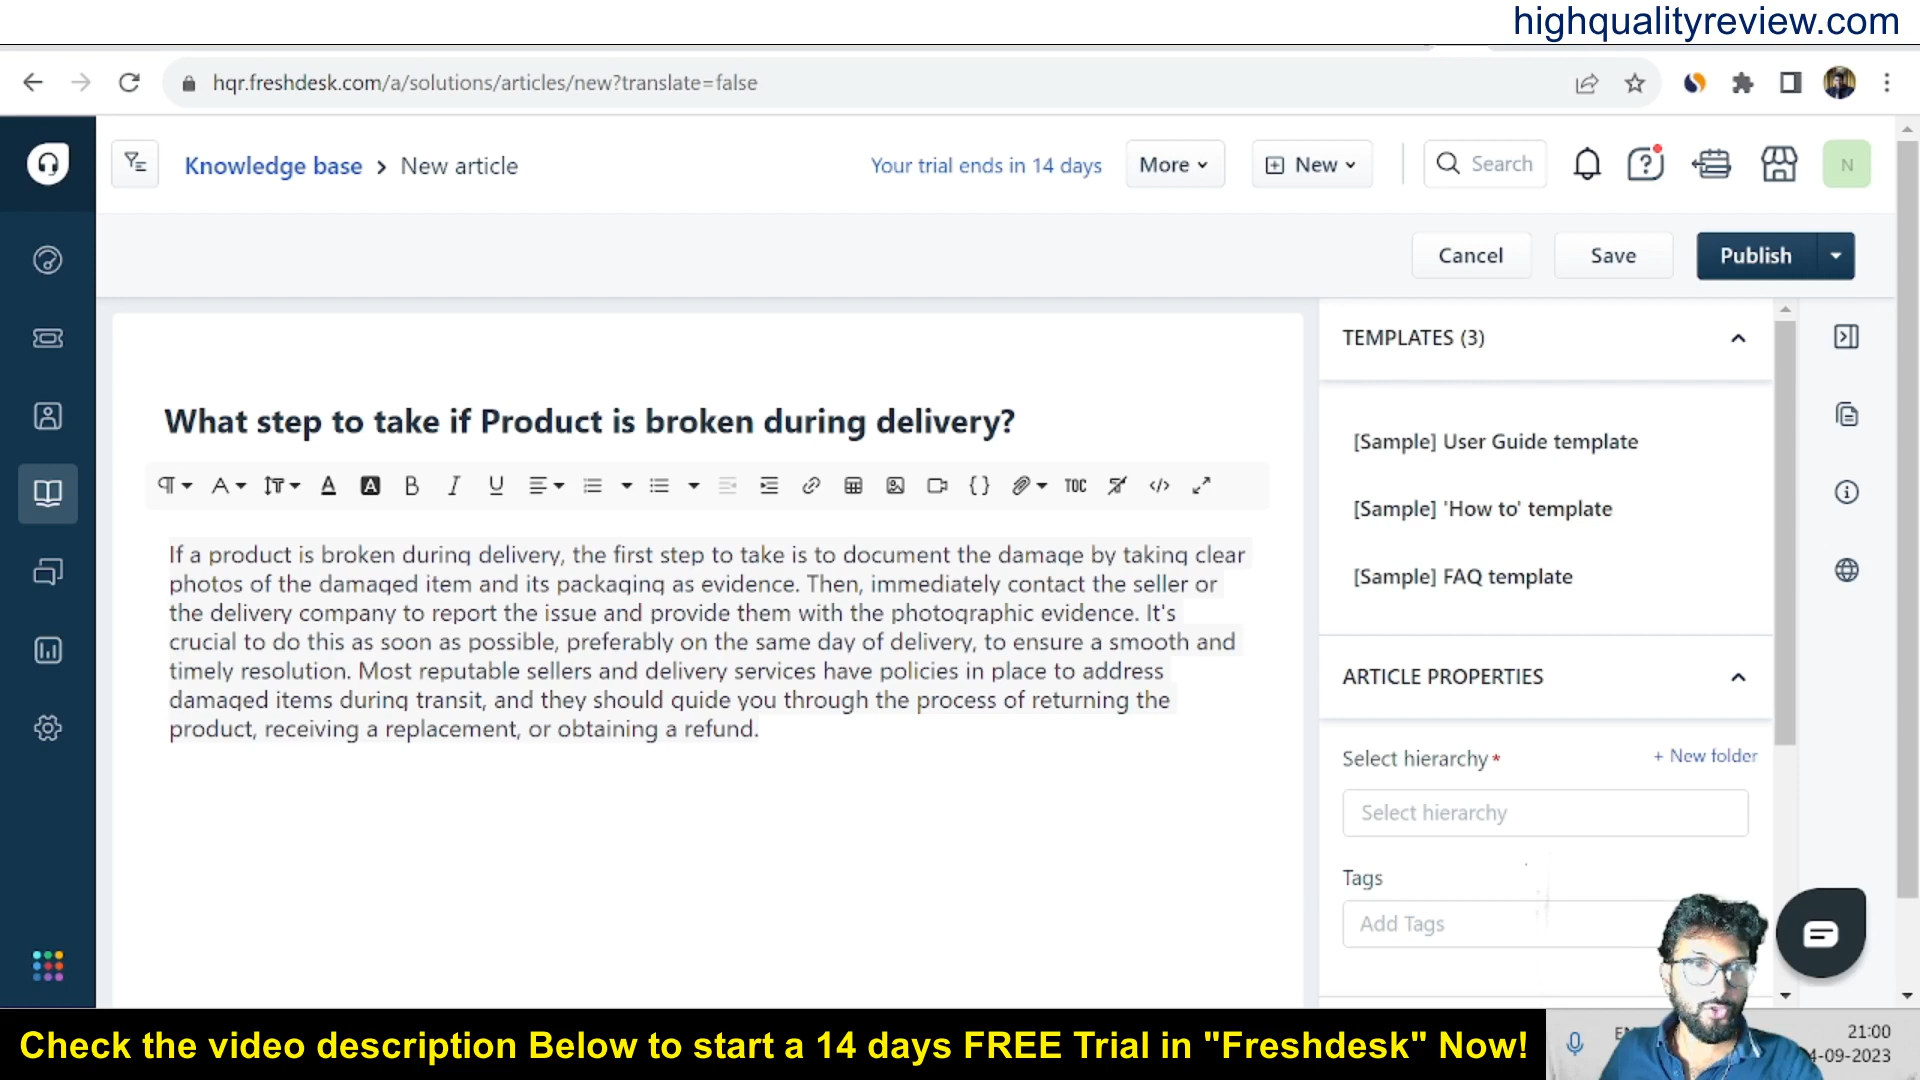 highqualityreview.com
hqr.freshdesk.com/a/solutions/articles/new?translate=false
Knowledge base > New article
Your trial ends in 14 days
More
New
Search
N
Cancel
Save
Publish
What step to take if Product is broken during delivery?
TOC
If a product is broken during delivery, the first step to take is to document the damage by taking clear
photos of the damaged item and its packaging as evidence. Then, immediately contact the seller or
the delivery company to report the issue and provide them with the photographic evidence. It's
crucial to do this as soon as possible, preferably on the same day of delivery, to ensure a smooth and
timely resolution. Most reputable sellers and delivery services have policies in place to address
damaged items during transit, and they should guide you through the process of returning the
product, receiving a replacement, or obtaining a refund.
TEMPLATES (3)
[Sample] User Guide template
[Sample] 'How to' template
[Sample] FAQ template
ARTICLE PROPERTIES
Select hierarchy *
+ New folder
Select hierarchy
Tags
Add Tags
Check the video description Below to start a 14 days FREE Trial in "Freshdesk" Now!
21:00
4-09-2023